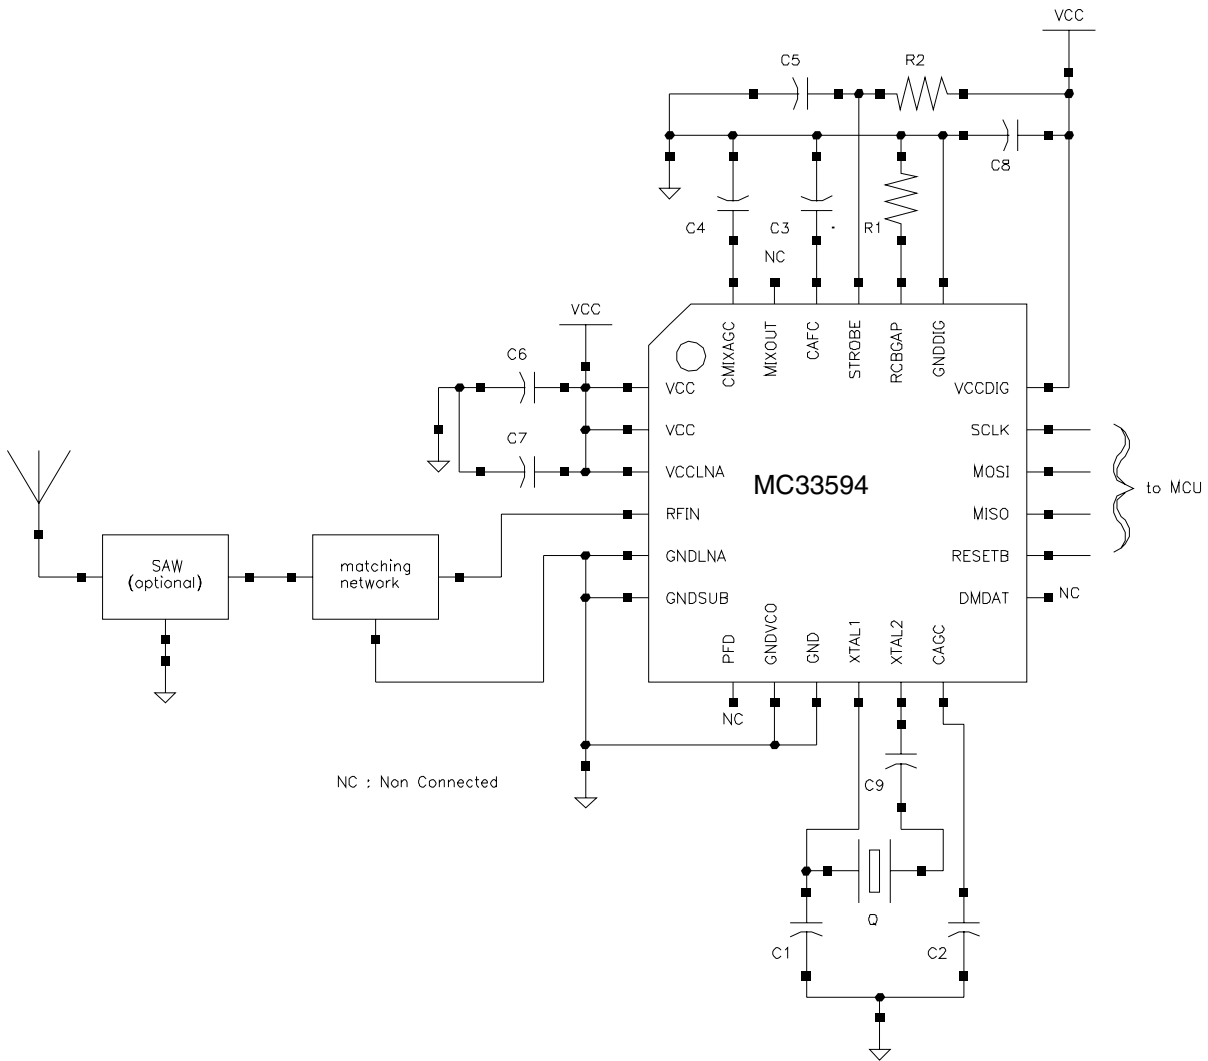 VCC
C5
R2
C8
C4
C3
R1
NC
VCC
C6
C7
CMIXAGC
MIXOUT
CAFC
STROBE
RCBGAP
GNDDIG
VCC
VCC
VCCLNA
RFIN
GNDLNA
GNDSUB
MC33594
VCCDIG
SCLK
MOSI
MISO
RESETB
DMDAT
NC
to MCU
SAW
(optional)
matching
network
PFD
GNDVCO
GND
XTAL1
XTAL2
CAGC
NC
NC : Non Connected
C9
Q
C1
C2